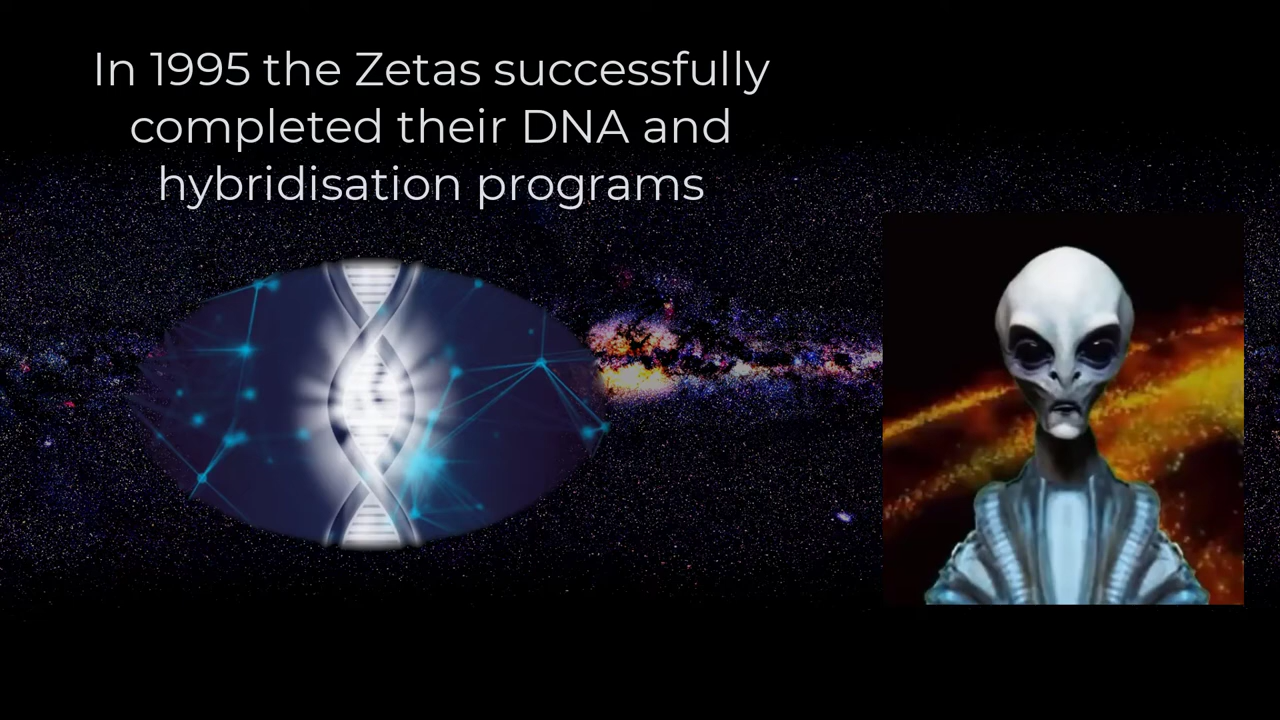 In 1995 the Zetas successfully
completed their DNA and
hybridisation programs